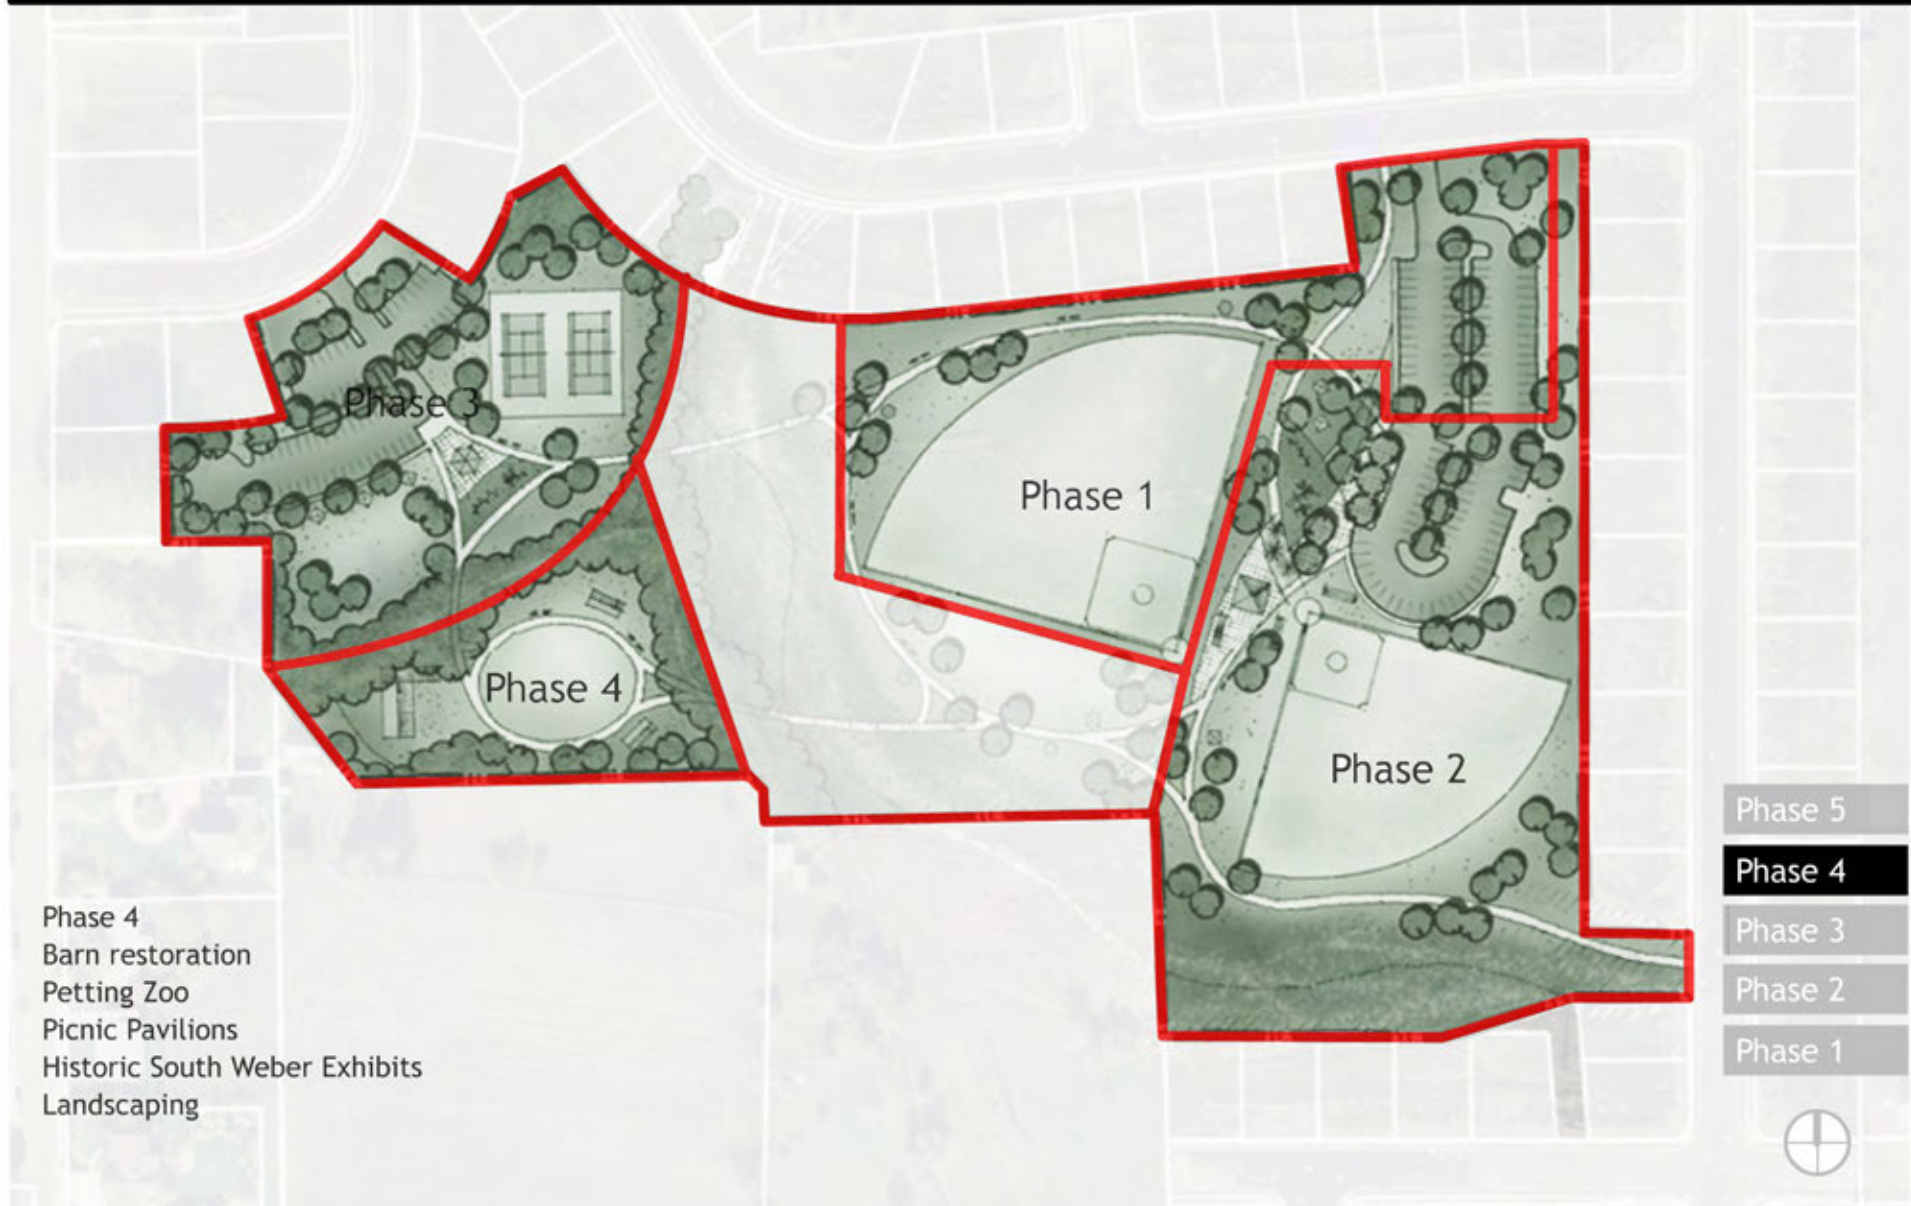 Phase 3
Phase 1
Phase 4
Phase 2
Phase 5
Phase 4
Phase 3
Phase 2
Phase 1
Phase 4
Barn restoration
Petting Zoo
Picnic Pavilions
Historic South Weber Exhibits
Landscaping